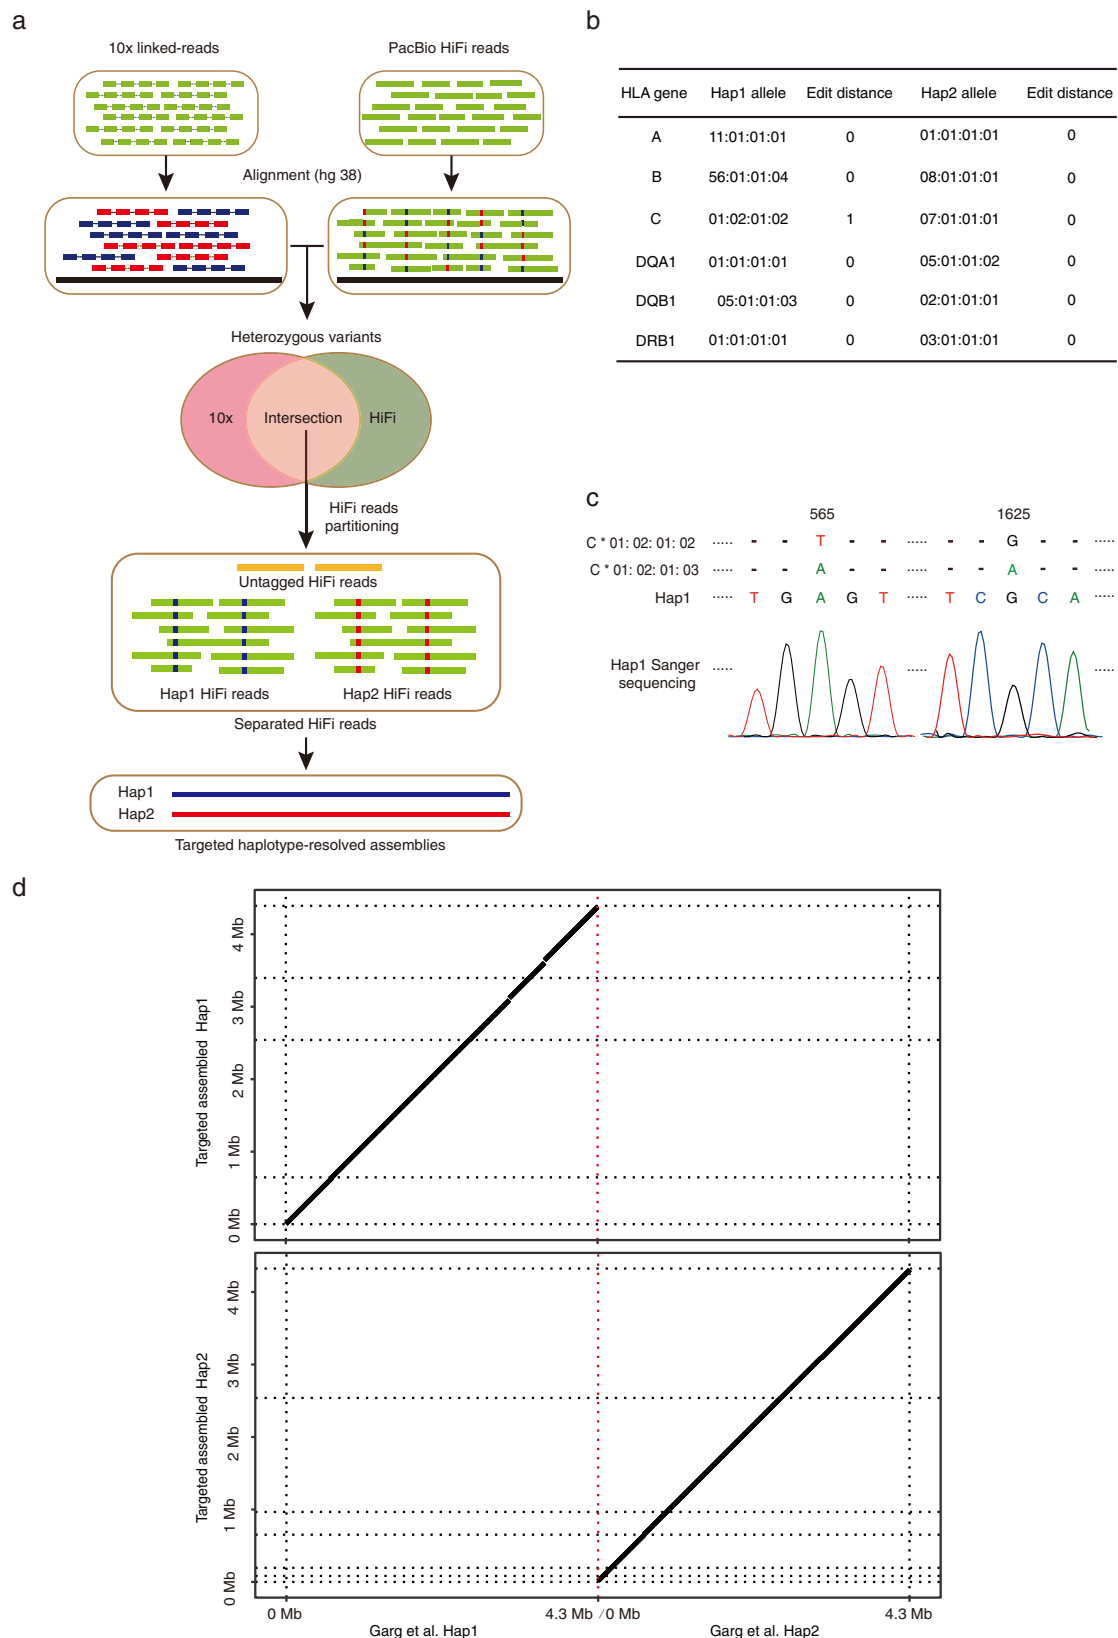 a
10x linked-reads
PacBio HiFi reads
Alignment (hg 38)
Heterozygous variants
10x
Intersection
HiFi
HiFi reads
partitioning
Untagged HiFi reads
Hap1 HiFi reads
Hap2 HiFi reads
Separated HiFi reads
Hap1
Hap2
Targeted haplotype-resolved assemblies
b
HLA gene Hap1 allele Edit distance Hap2 allele Edit distance
A 11:01:01:01 0 01:01:01:01 0
B 56:01:01:04 0 08:01:01:01 0
C 01:02:01:02 1 07:01:01:01 0
DQA1 01:01:01:01 0 05:01:01:02 0
DQB1 05:01:01:03 0 02:01:01:01 0
DRB1 01:01:01:01 0 03:01:01:01 0
c
565 1625
C * 01: 02: 01: 02 ..... - - T - - ..... - - G - - .....
C * 01: 02: 01: 03 ..... - - A - - ..... - - A - - .....
Hap1 ..... T G A G T ..... T C G C A .....
Hap1 Sanger
sequencing
..... ..... .....
d
Targeted assembled Hap1
4 Mb
3 Mb
2 Mb
1 Mb
0 Mb
Targeted assembled Hap2
4 Mb
3 Mb
2 Mb
1 Mb
0 Mb
0 Mb 4.3 Mb / 0 Mb 4.3 Mb
Garg et al. Hap1 Garg et al. Hap2